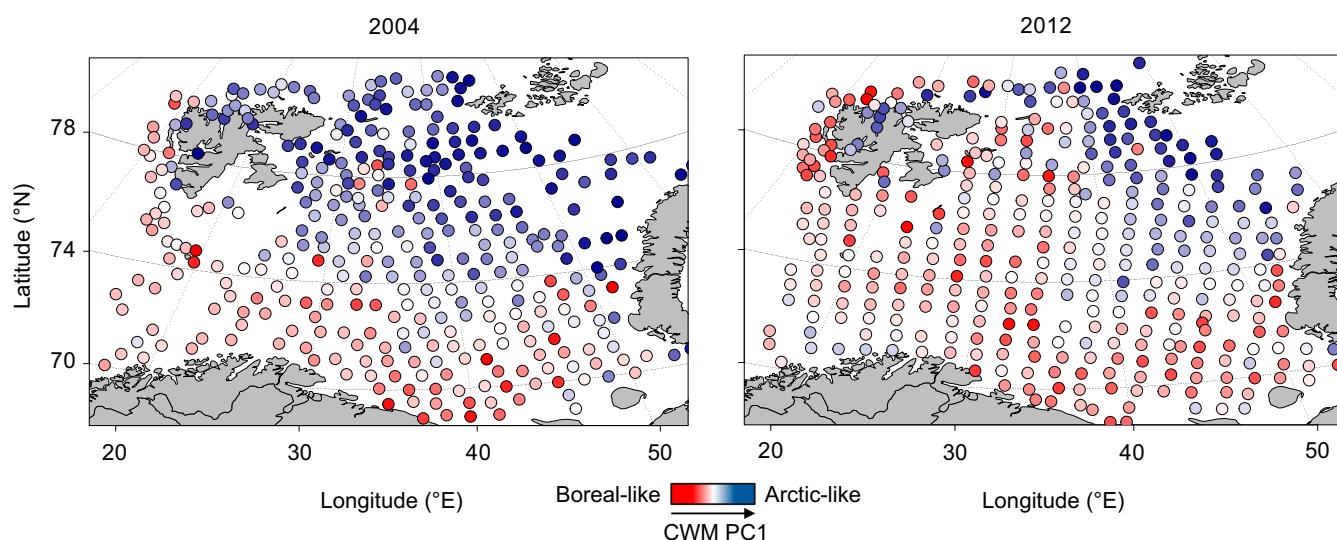 2004
2012
Latitude (°N)
78
74
70
20 30 40 50
20 30 40 50
Longitude (°E)
Boreal-like Arctic-like
Longitude (°E)
CWM PC1